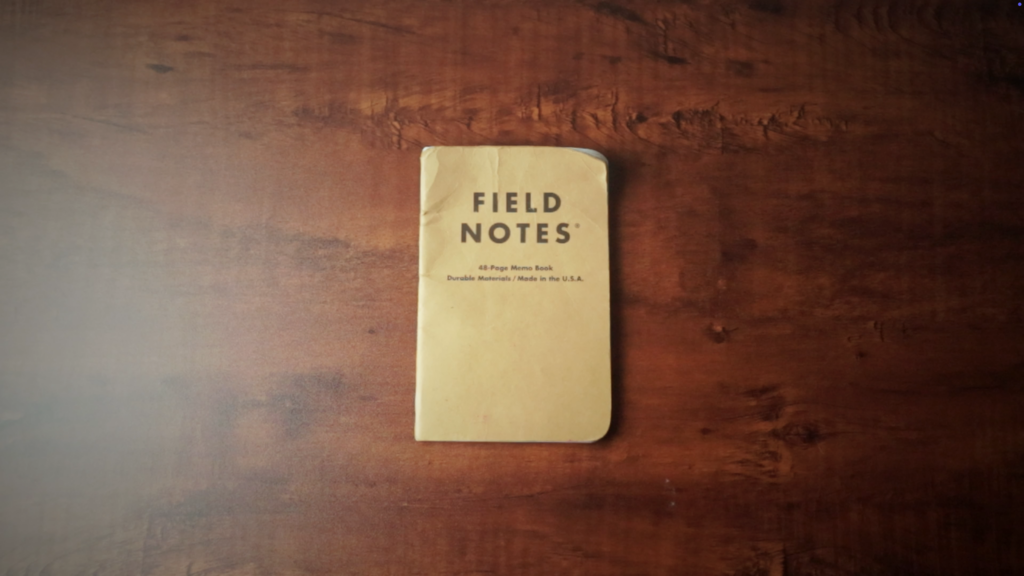 FIELD
NOTES®
48-Page Memo Book
Durable Materials / Made in the U.S.A.